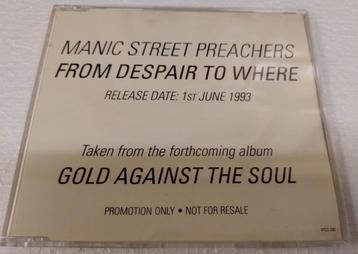 MANIC STREET PREACHERS
FROM DESPAIR TO WHERE
RELEASE DATE: 1ST JUNE 1993
Taken from the forthcoming album
GOLD AGAINST THE SOUL
PROMOTION ONLY • NOT FOR RESALE